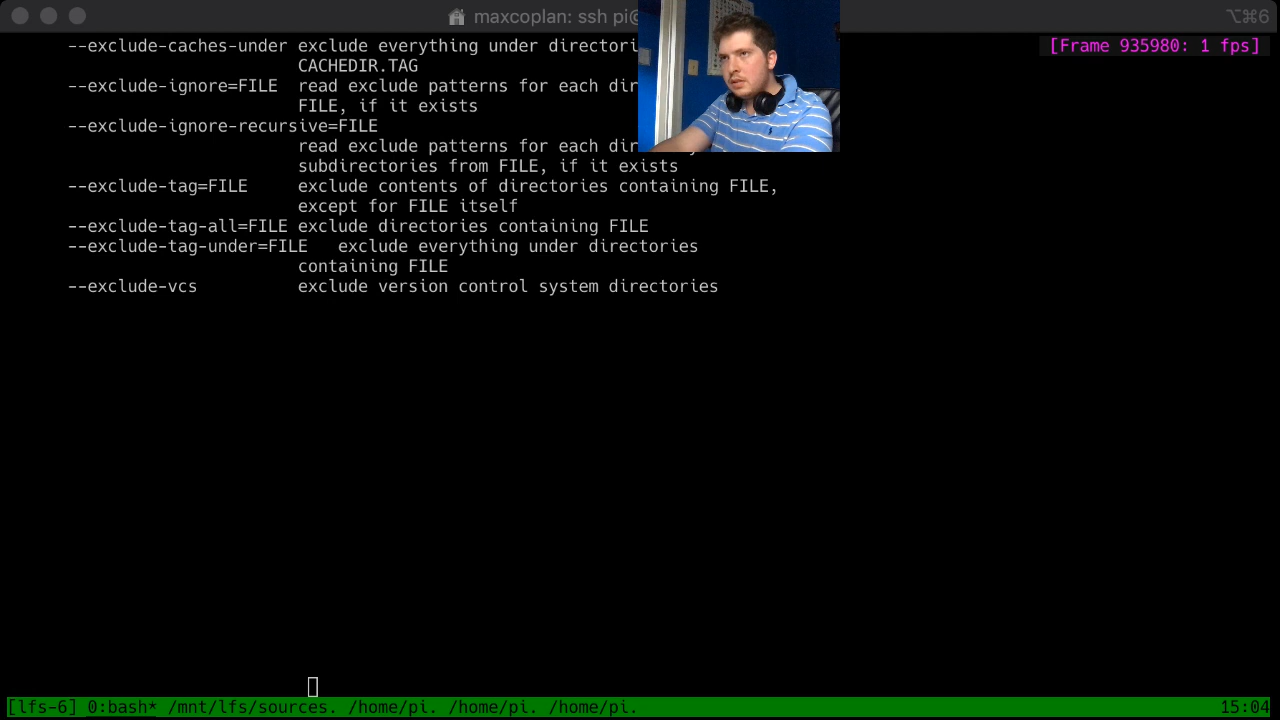 maxcoplan: ssh pi@
⌥⌘6
--exclude-caches-under exclude everything under directori
[Frame 935980: 1 fps]
CACHEDIR.TAG
--exclude-ignore=FILE read exclude patterns for each dir
FILE, if it exists
--exclude-ignore-recursive=FILE
read exclude patterns for each dir
subdirectories from FILE, if it exists
--exclude-tag=FILE exclude contents of directories containing FILE,
except for FILE itself
--exclude-tag-all=FILE exclude directories containing FILE
--exclude-tag-under=FILE exclude everything under directories
containing FILE
--exclude-vcs exclude version control system directories
[lfs-6] 0:bash* /mnt/lfs/sources. /home/pi. /home/pi. /home/pi. 15:04